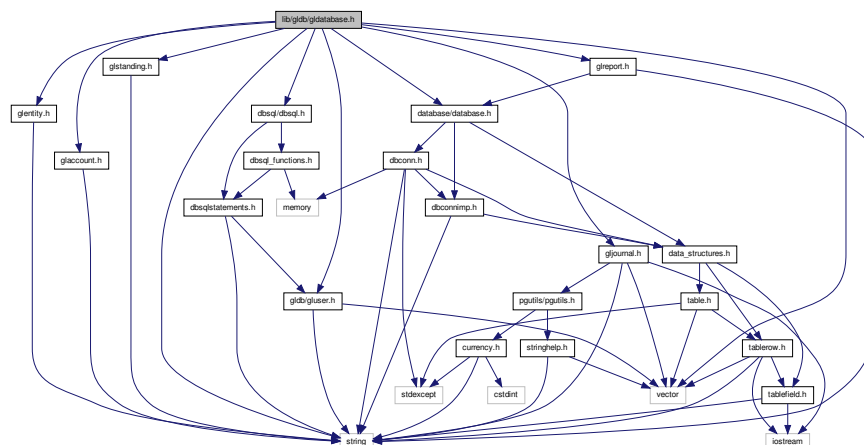 lib/gldb/gldatabase.h
glstanding.h
glreport.h
glentity.h
dbsql/dbsql.h
database/database.h
glaccount.h
dbsql_functions.h
dbconn.h
dbsqlstatements.h
memory
dbconnimp.h
gljournal.h
data_structures.h
gldb/gluser.h
pgutils/pgutils.h
table.h
currency.h
stringhelp.h
tablerow.h
stdexcept
cstdint
vector
tablefield.h
string
iostream